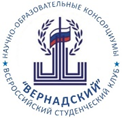 НАУЧНО-ОБРАЗОВАТЕЛЬНЫЕ КОНСОРЦИУМЫ
"ВЕРНАДСКИЙ"
ВСЕРОССИЙСКИЙ СТУДЕНЧЕСКИЙ КЛУБ